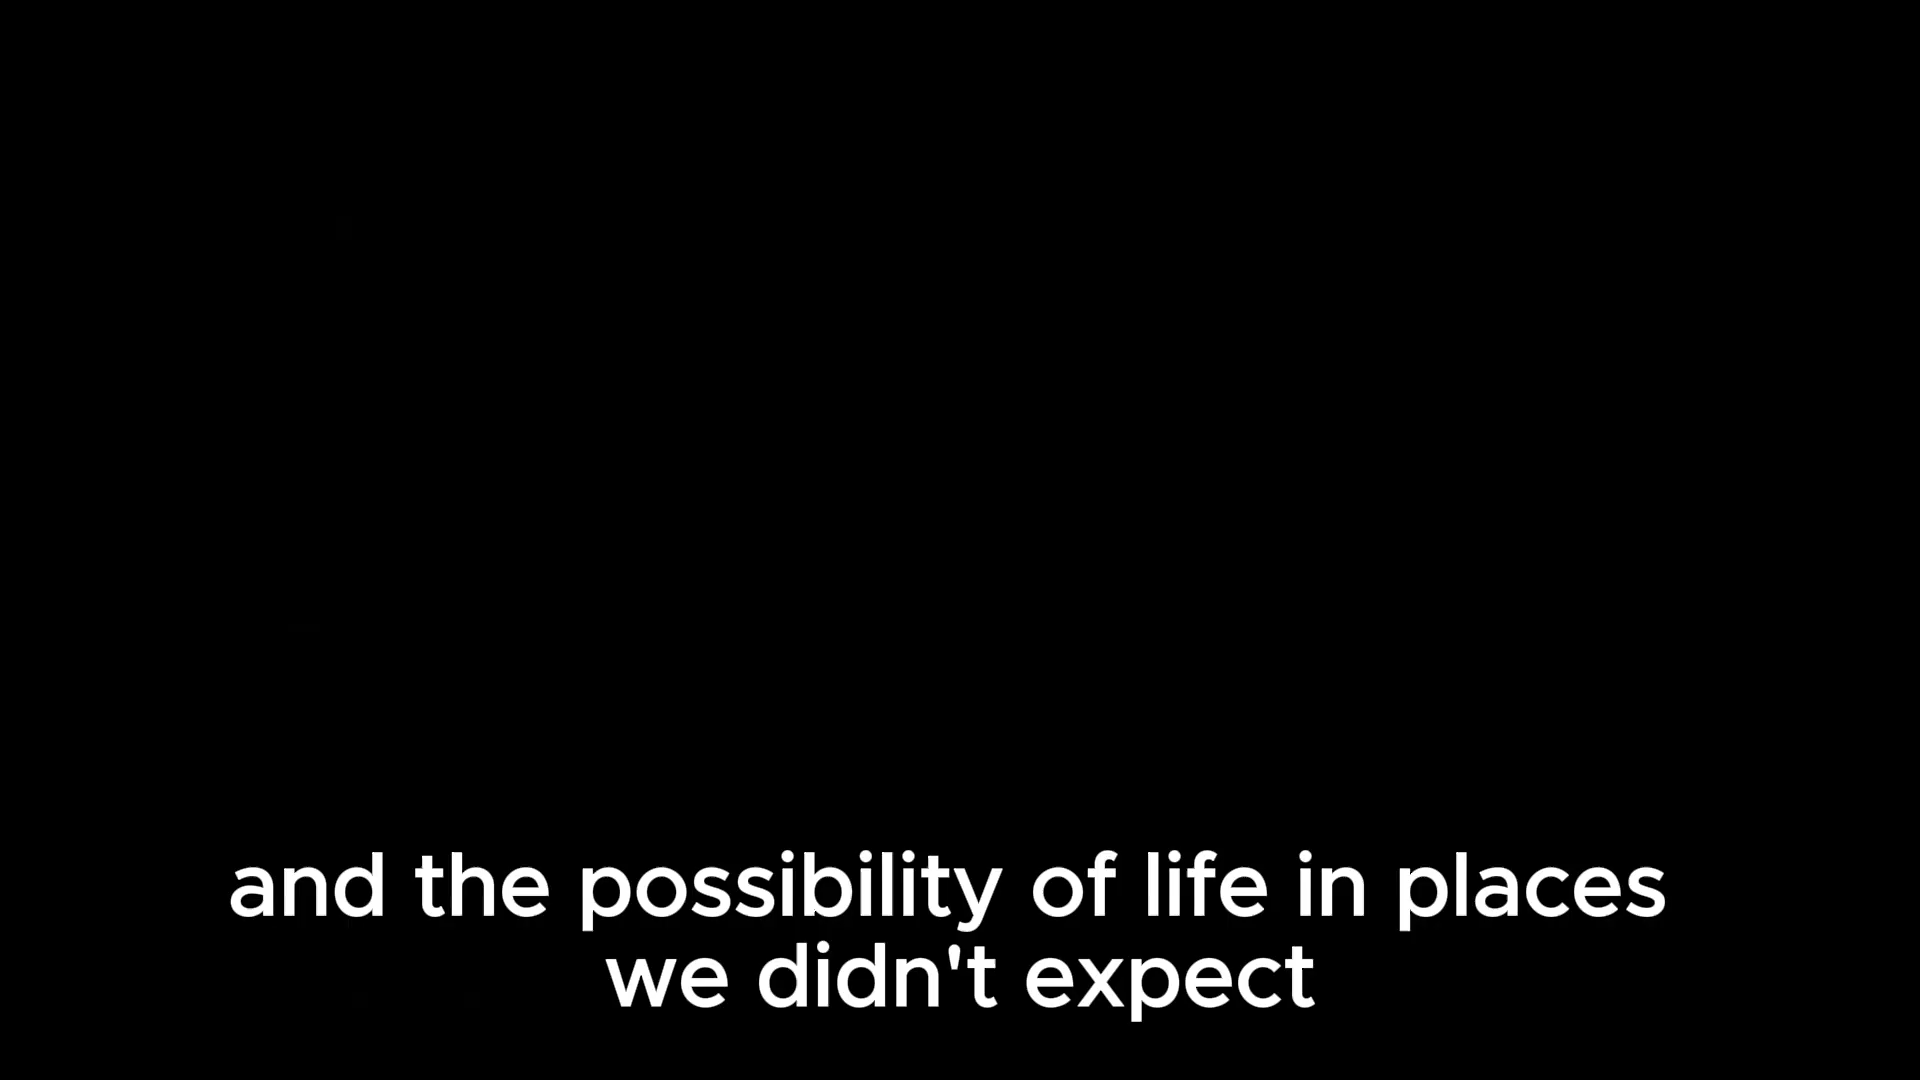 and the possibility of life in places
we didn't expect